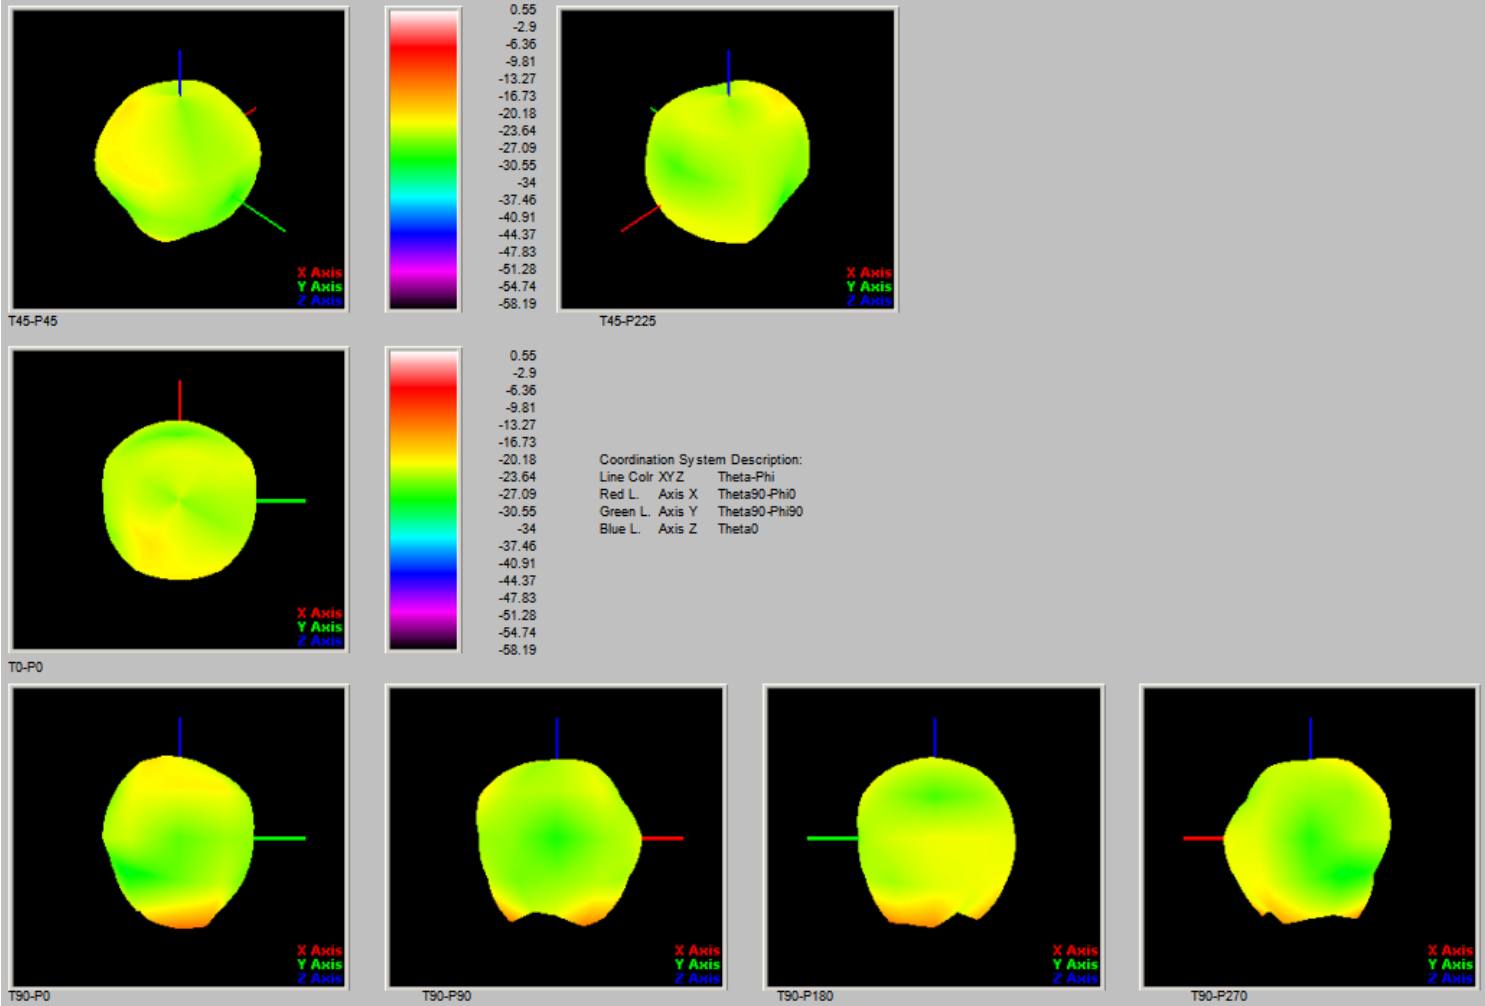 0.55
-2.9
-6.36
-9.81
-13.27
-16.73
-20.18
-23.64
-27.09
-30.55
-34
-37.46
-40.91
-44.37
-47.83
-51.28
-54.74
-58.19
X Axis
Y Axis
Z Axis
X Axis
Y Axis
Z Axis
T45-P45
T45-P225
0.55
-2.9
-6.36
-9.81
-13.27
-16.73
-20.18
-23.64
-27.09
-30.55
-34
-37.46
-40.91
-44.37
-47.83
-51.28
-54.74
-58.19
Coordination System Description:
Line Colr XYZ Theta-Phi
Red L. Axis X Theta90-Phi0
Green L. Axis Y Theta90-Phi90
Blue L. Axis Z Theta0
X Axis
Y Axis
Z Axis
T0-P0
X Axis
Y Axis
Z Axis
X Axis
Y Axis
Z Axis
X Axis
Y Axis
Z Axis
X Axis
Y Axis
Z Axis
T90-P0
T90-P90
T90-P180
T90-P270